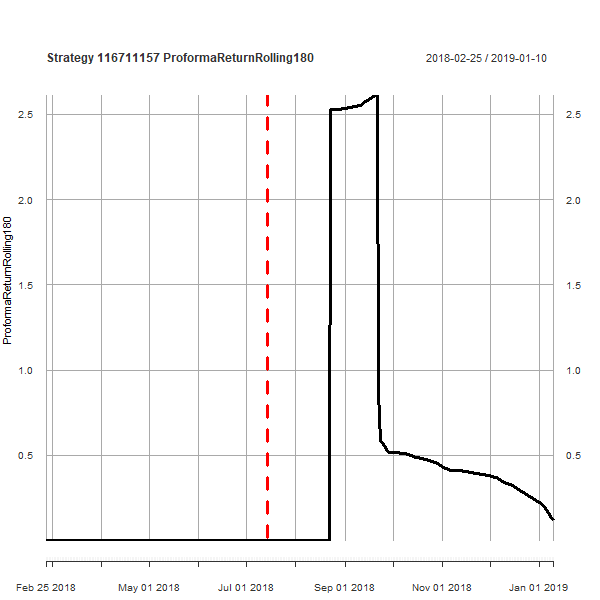 Strategy 116711157 ProformaReturnRolling180
2018-02-25 / 2019-01-10
ProformaReturnRolling180
2.5 2.5
2.0 2.0
1.5 1.5
1.0 1.0
0.5 0.5
Feb 25 2018 May 01 2018 Jul 01 2018 Sep 01 2018 Nov 01 2018 Jan 01 2019